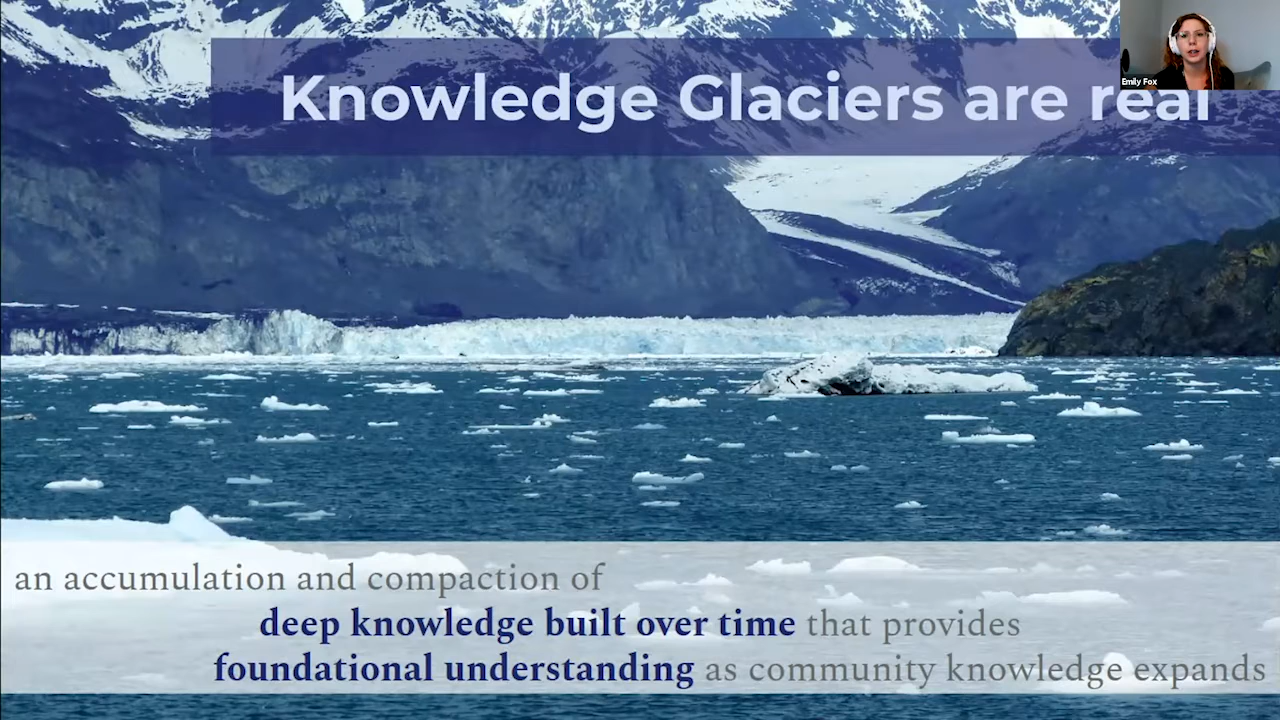 Knowledge Glaciers are real
Emily Fox
an accumulation and compaction of
deep knowledge built over time that provides
foundational understanding as community knowledge expands